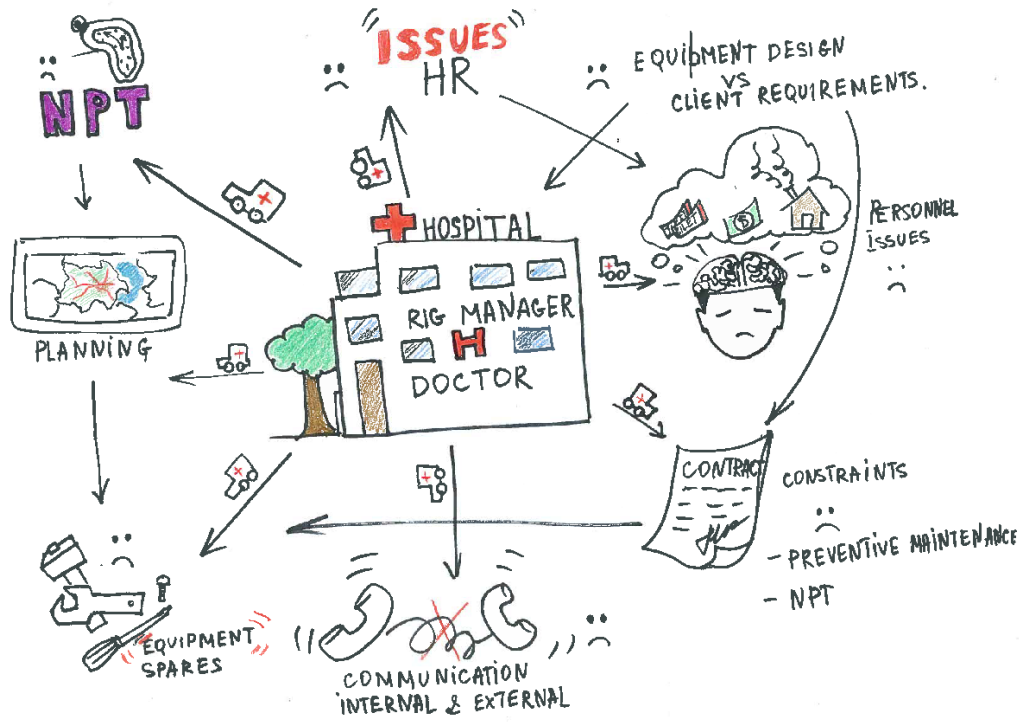 ISSUES
HR
EQUIPMENT DESIGN
VS
CLIENT REQUIREMENTS.
NPT
HOSPITAL
RIG MANAGER
H
DOCTOR
$
PERSONNEL
ISSUES
PLANNING
CONTRACT
CONSTRAINTS
- PREVENTIVE MAINTENANCE
- NPT
EQUIPMENT
SPARES
COMMUNICATION
INTERNAL & EXTERNAL